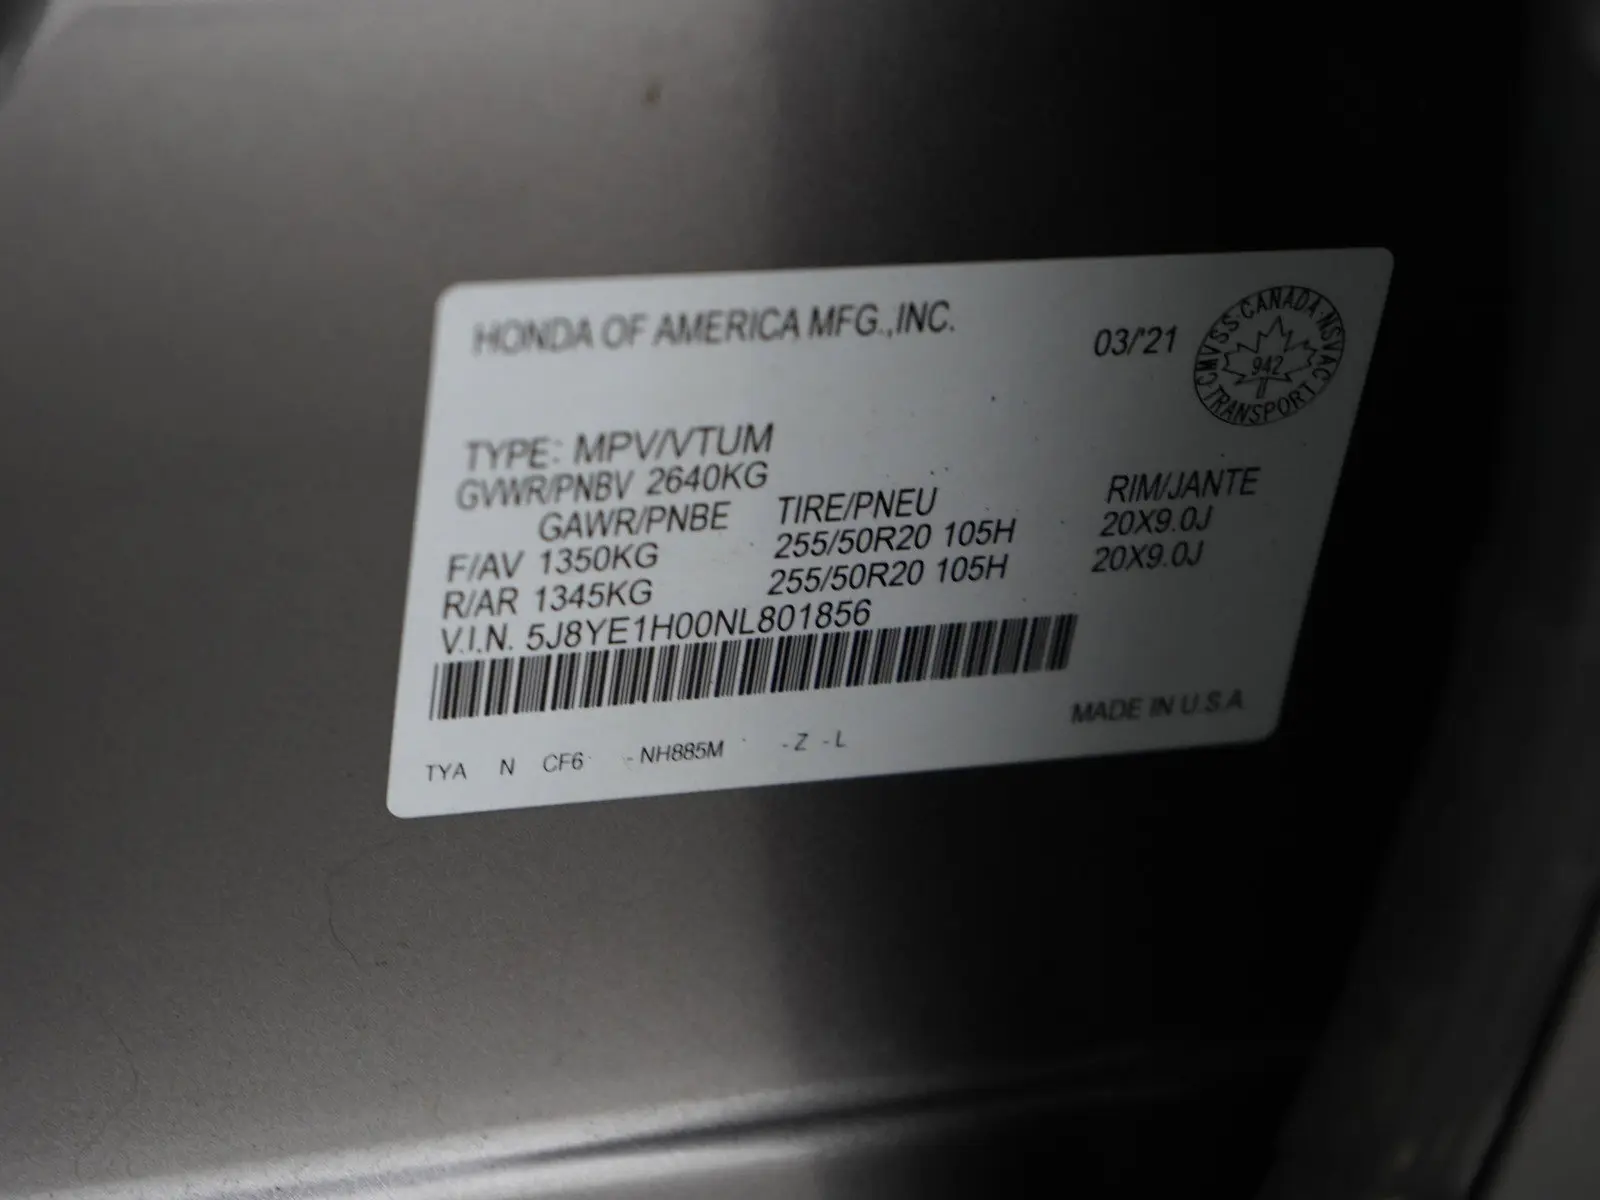 HONDA OF AMERICA MFG.,INC.
03/'21
CMVSS·CANADA·NSVAC
942
TRANSPORT
TYPE: MPV/VTUM
GVWR/PNBV 2640KG
GAWR/PNBE TIRE/PNEU RIM/JANTE
F/AV 1350KG 255/50R20 105H 20X9.0J
R/AR 1345KG 255/50R20 105H 20X9.0J
V.I.N. 5J8YE1H00NL801856
MADE IN U.S.A
TYA N CF6 - NH885M - Z - L